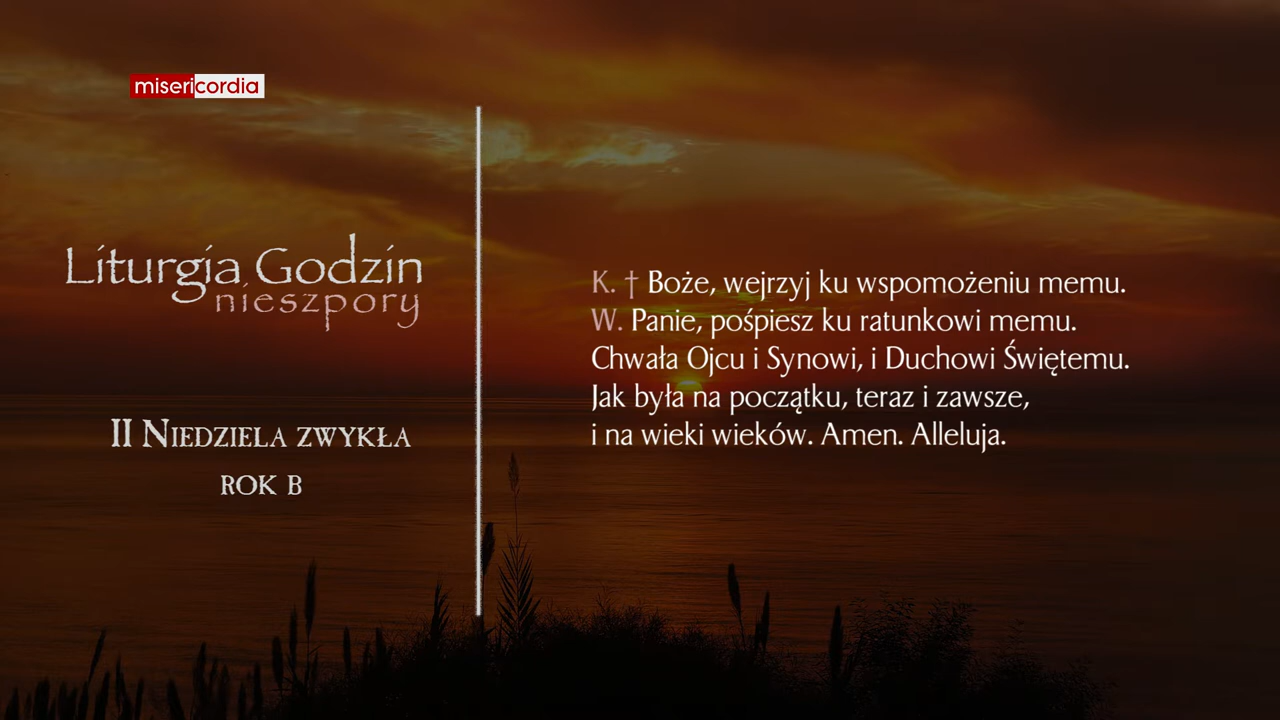 misericordia
Liturgia Godzin
nieszpory
II Niedziela zwykła
rok B
K. † Boże, wejrzyj ku wspomożeniu memu.
W. Panie, pośpiesz ku ratunkowi memu.
Chwała Ojcu i Synowi, i Duchowi Świętemu.
Jak była na początku, teraz i zawsze,
i na wieki wieków. Amen. Alleluja.